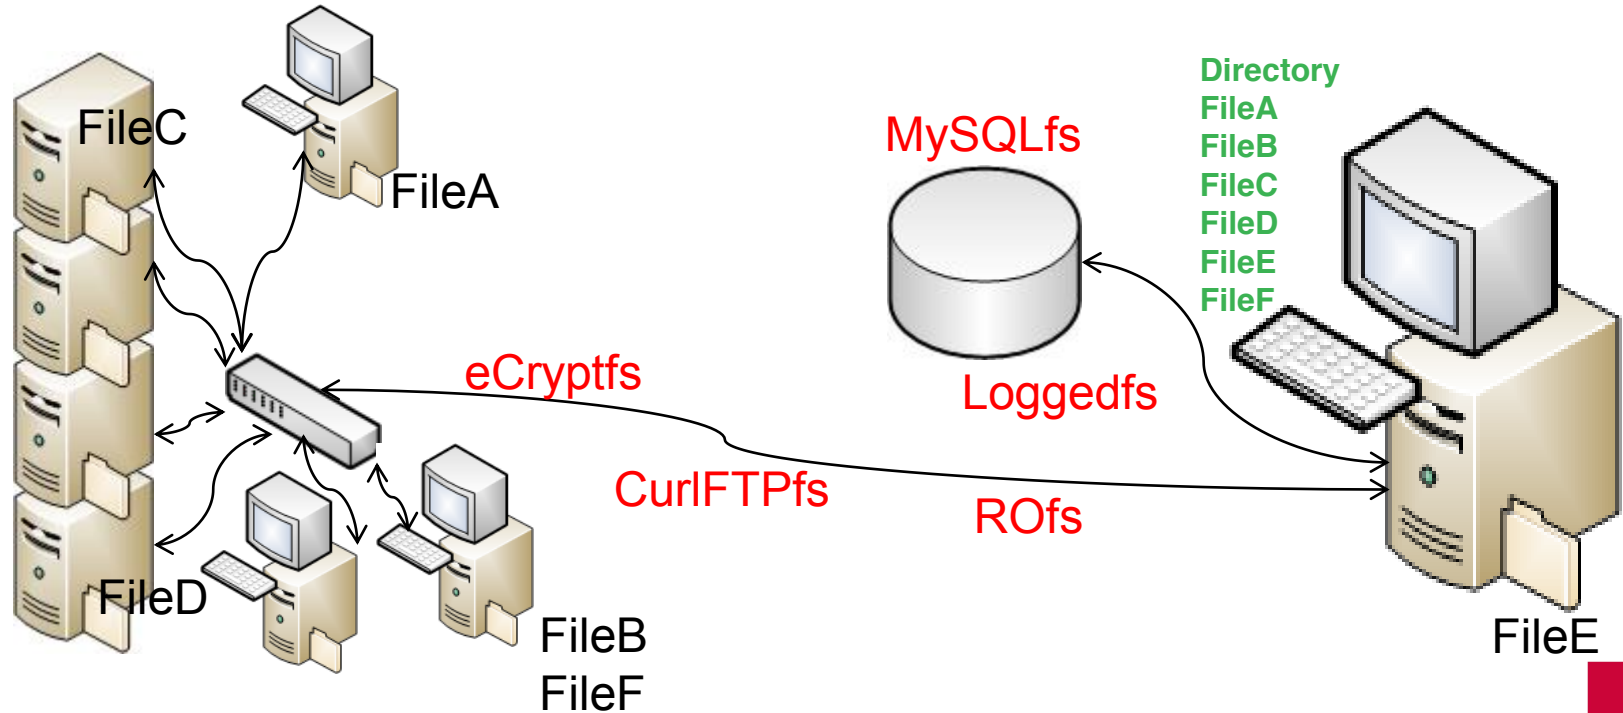 FileC
FileA
FileD
FileB
FileF
eCryptfs
CurlFTPfs
ROfs
MySQLfs
Loggedfs
Directory
FileA
FileB
FileC
FileD
FileE
FileF
FileE